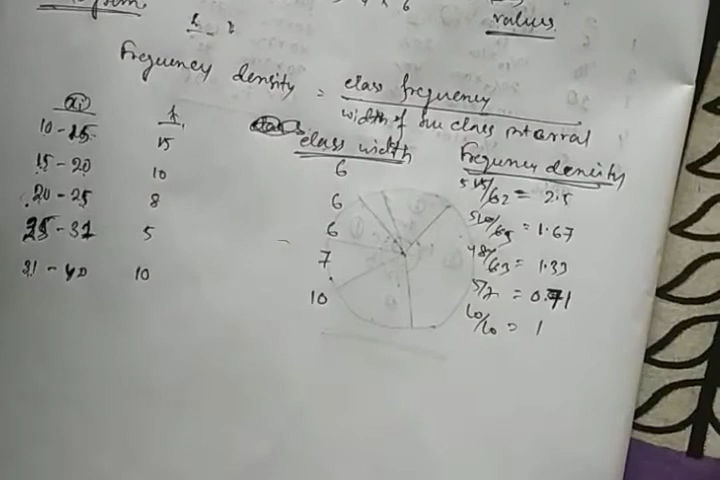 values
Frequency density = class frequency / width of the class interval
xi f class width Frequency density
10-15 15 6 15/6 = 2.5
15-20 10 6 10/6 = 1.67
20-25 8 6 8/6 = 1.33
25-31 5 7 5/7 = 0.71
31-40 10 10 10/10 = 1